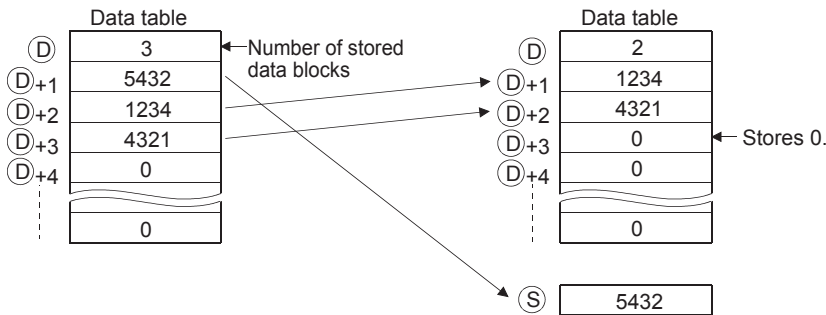 Data table
D 3 Number of stored data blocks
D+1 5432
D+2 1234
D+3 4321
D+4 0
0
Data table
D 2
D+1 1234
D+2 4321
D+3 0 Stores 0.
D+4 0
0
S 5432